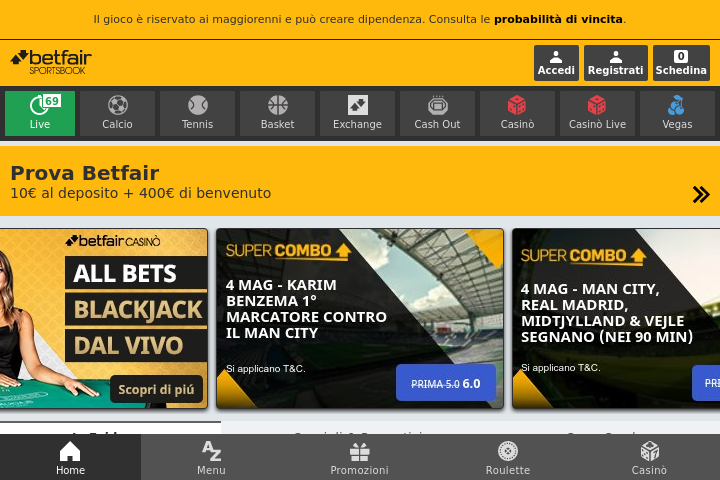 Il gioco è riservato ai maggiorenni e può creare dipendenza. Consulta le probabilità di vincita.
betfair
SPORTSBOOK
Accedi
Registrati
0
Schedina
69
Live
Calcio
Tennis
Basket
Exchange
Cash Out
Casinò
Casinò Live
Vegas
Prova Betfair
10€ al deposito + 400€ di benvenuto
betfair CASINÒ
ALL BETS
BLACKJACK
DAL VIVO
Scopri di piú
SUPER COMBO
4 MAG - KARIM
BENZEMA 1°
MARCATORE CONTRO
IL MAN CITY
Si applicano T&C.
PRIMA 5.0 6.0
SUPER COMBO
4 MAG - MAN CITY,
REAL MADRID,
MIDTJYLLAND & VEJLE
SEGNANO (NEI 90 MIN)
Si applicano T&C.
PRI
Home
Menu
Promozioni
Roulette
Casinò